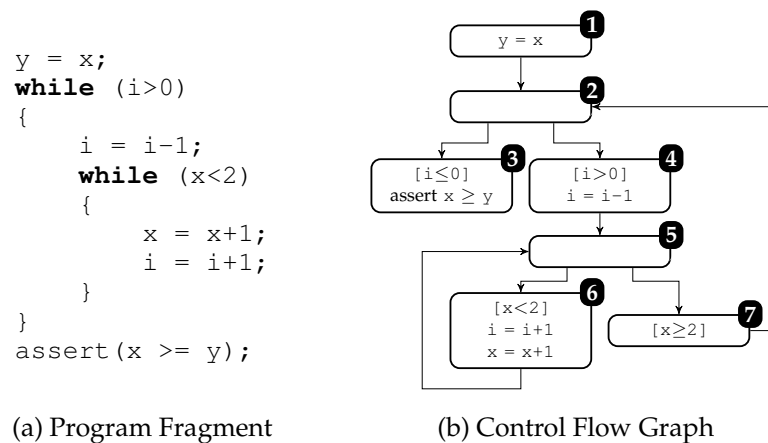 y = x;
while (i>0)
{
i = i-1;
while (x<2)
{
x = x+1;
i = i+1;
}
}
assert(x >= y);
(a) Program Fragment
1
y = x
2
3
[i≤0]
assert x ≥ y
4
[i>0]
i = i-1
5
6
[x<2]
i = i+1
x = x+1
7
[x≥2]
(b) Control Flow Graph